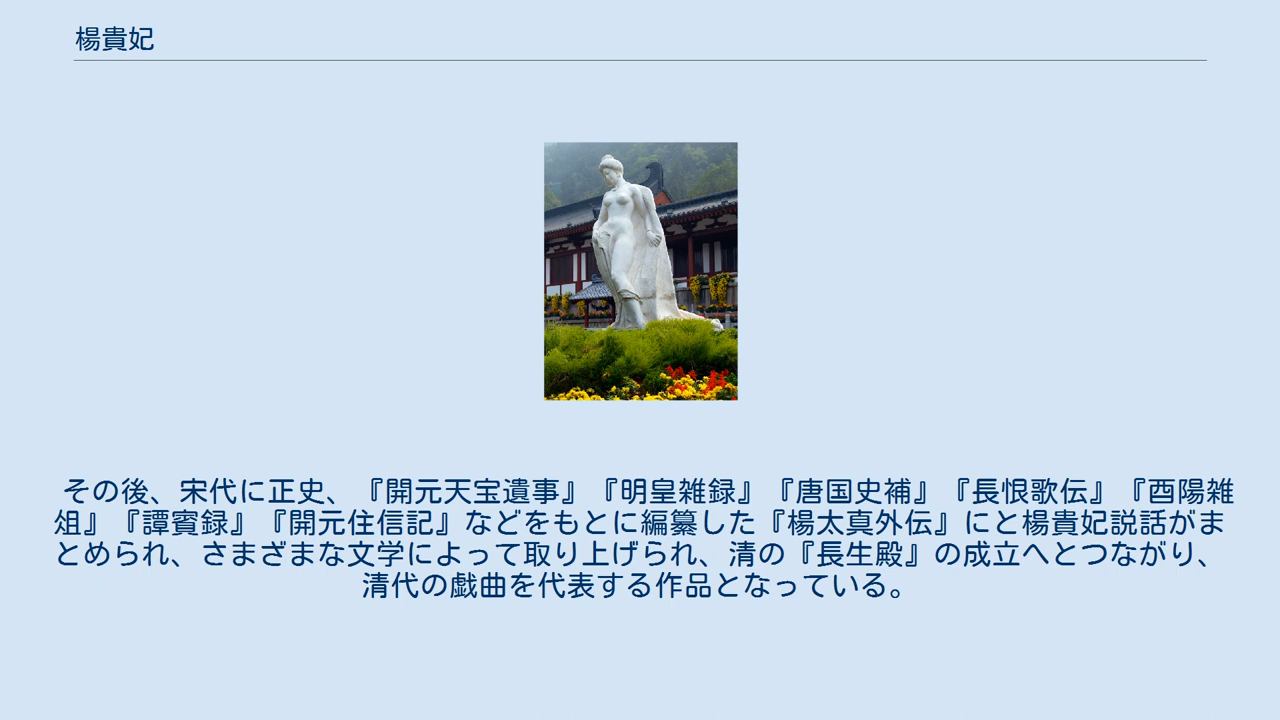 楊貴妃
その後、宋代に正史、『開元天宝遺事』『明皇雑録』『唐国史補』『長恨歌伝』『酉陽雑
俎』『譚賓録』『開元住信記』などをもとに編纂した『楊太真外伝』にと楊貴妃説話がま
とめられ、さまざまな文学によって取り上げられ、清の『長生殿』の成立へとつながり、
清代の戯曲を代表する作品となっている。